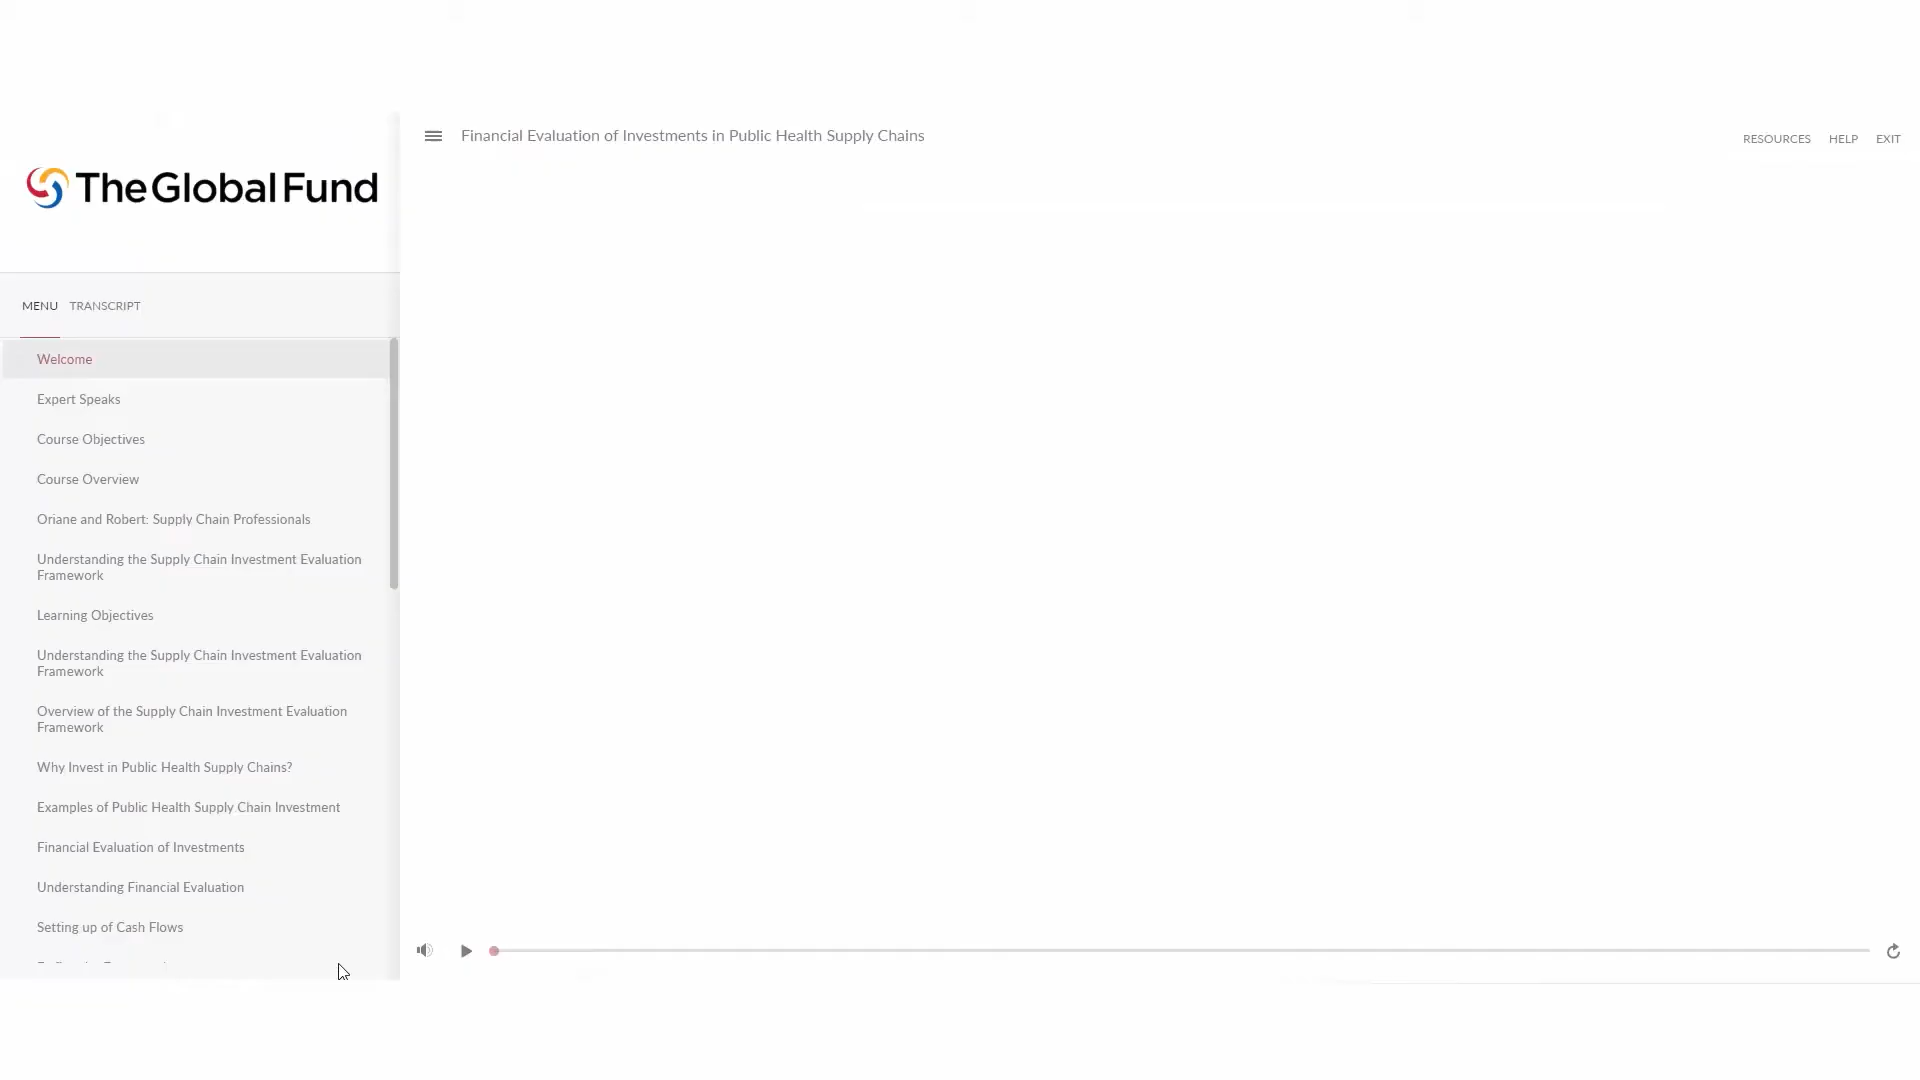 Financial Evaluation of Investments in Public Health Supply Chains
RESOURCES HELP EXIT
The Global Fund
MENU TRANSCRIPT
Welcome
Expert Speaks
Course Objectives
Course Overview
Oriane and Robert: Supply Chain Professionals
Understanding the Supply Chain Investment Evaluation
Framework
Learning Objectives
Understanding the Supply Chain Investment Evaluation
Framework
Overview of the Supply Chain Investment Evaluation
Framework
Why Invest in Public Health Supply Chains?
Examples of Public Health Supply Chain Investment
Financial Evaluation of Investments
Understanding Financial Evaluation
Setting up of Cash Flows